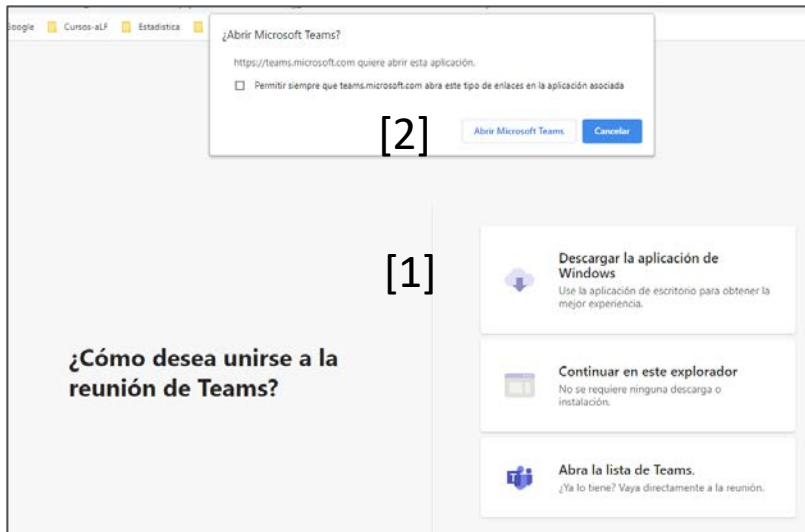 Google Cursos-aLF Estadistica
¿Abrir Microsoft Teams?
https://teams.microsoft.com quiere abrir esta aplicación.
Permitir siempre que teams.microsoft.com abra este tipo de enlaces en la aplicación asociada
[2]
Abrir Microsoft Teams Cancelar
[1]
Descargar la aplicación de
Windows
Use la aplicación de escritorio para obtener la
mejor experiencia.
¿Cómo desea unirse a la
reunión de Teams?
Continuar en este explorador
No se requiere ninguna descarga o
instalación.
Abra la lista de Teams.
¿Ya lo tiene? Vaya directamente a la reunión.